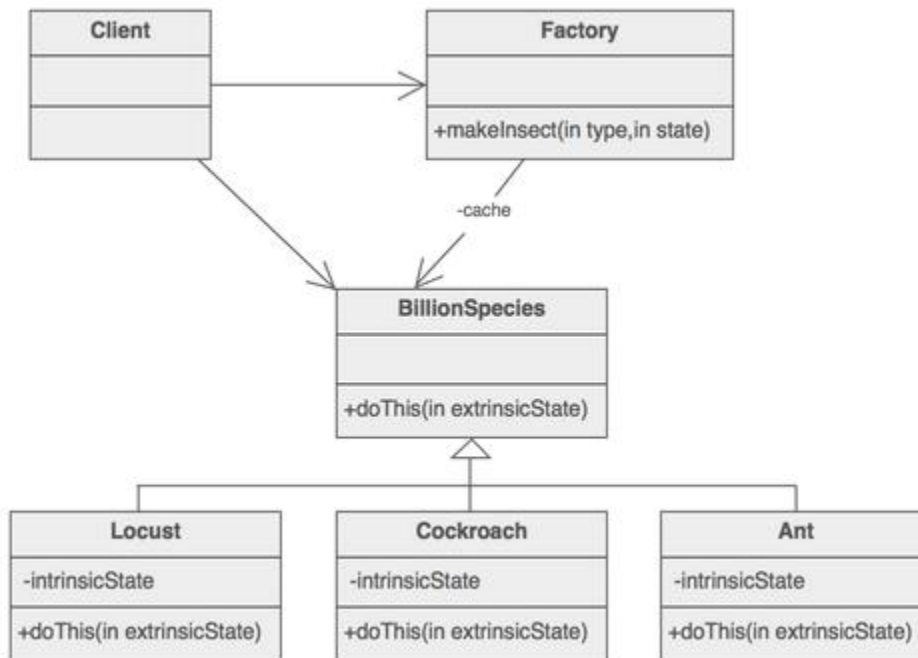 Client
Factory
+makeInsect(in type,in state)
-cache
BillionSpecies
+doThis(in extrinsicState)
Locust
-intrinsicState
+doThis(in extrinsicState)
Cockroach
-intrinsicState
+doThis(in extrinsicState)
Ant
-intrinsicState
+doThis(in extrinsicState)